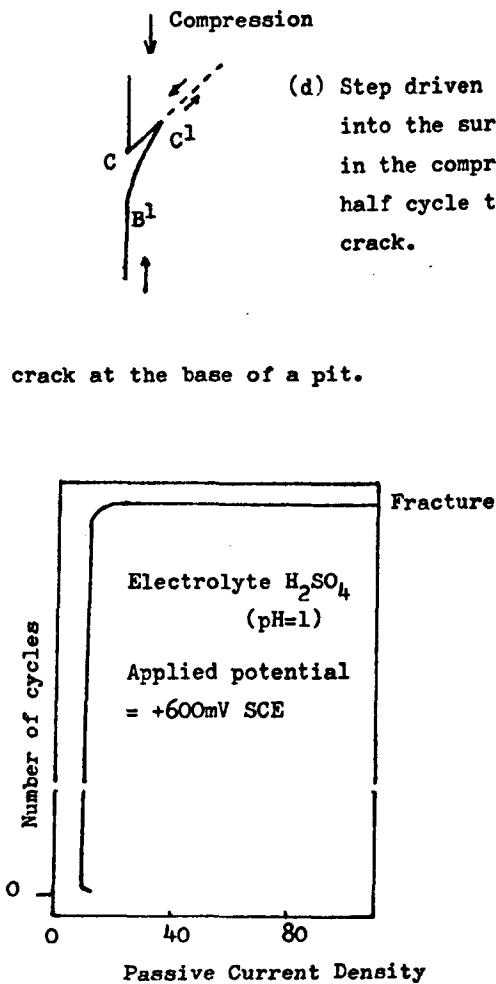 Compression
(d) Step driven
into the sur
in the compr
half cycle t
crack.
C
C1
B1
crack at the base of a pit.
Fracture
Electrolyte H2SO4
(pH=1)
Applied potential
= +600mV SCE
Number of cycles
0
0 40 80
Passive Current Density